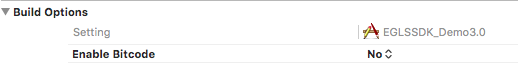 Build Options
Setting EGLSSDK_Demo3.0
Enable Bitcode No